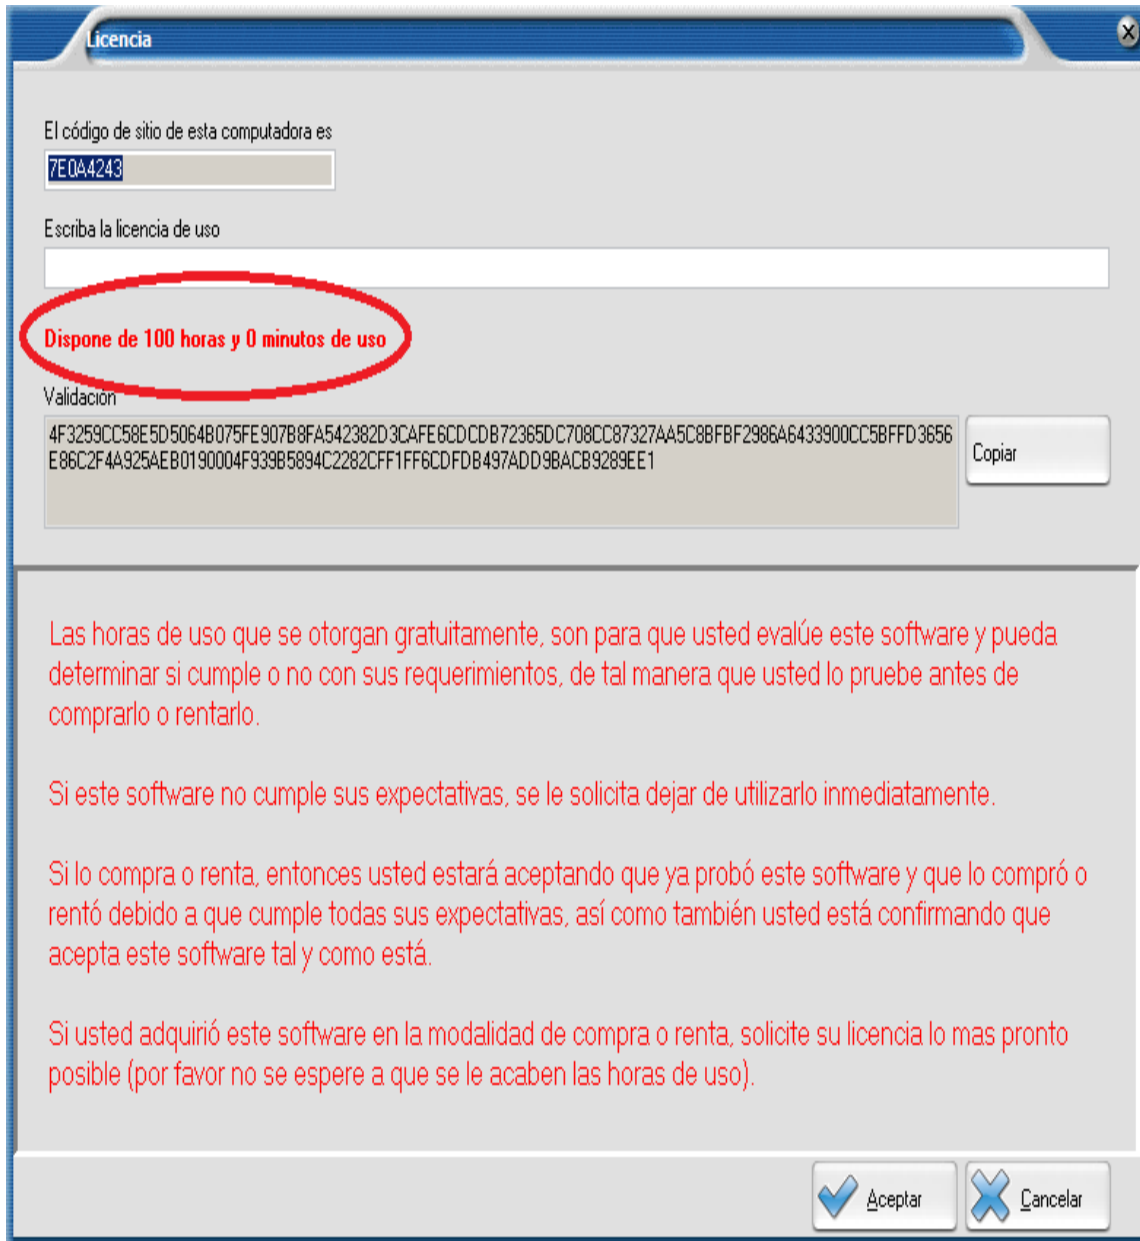 Licencia
El código de sitio de esta computadora es
7E0A4243
Escriba la licencia de uso
Dispone de 100 horas y 0 minutos de uso
Validación
4F3259CC58E5D5064B075FE907B8FA542382D3CAFE6CDCDB72365DC708CC87327AA5C8BFBF2986A6433900CC5BFFD3656
E86C2F4A925AEB0190004F939B5894C2282CFF1FF6CDFDB497ADD9BACB9289EE1
Copiar
Las horas de uso que se otorgan gratuitamente, son para que usted evalúe este software y pueda
determinar si cumple o no con sus requerimientos, de tal manera que usted lo pruebe antes de
comprarlo o rentarlo.
Si este software no cumple sus expectativas, se le solicita dejar de utilizarlo inmediatamente.
Si lo compra o renta, entonces usted estará aceptando que ya probó este software y que lo compró o
rentó debido a que cumple todas sus expectativas, así como también usted está confirmando que
acepta este software tal y como está.
Si usted adquirió este software en la modalidad de compra o renta, solicite su licencia lo mas pronto
posible (por favor no se espere a que se le acaben las horas de uso).
Aceptar
Cancelar